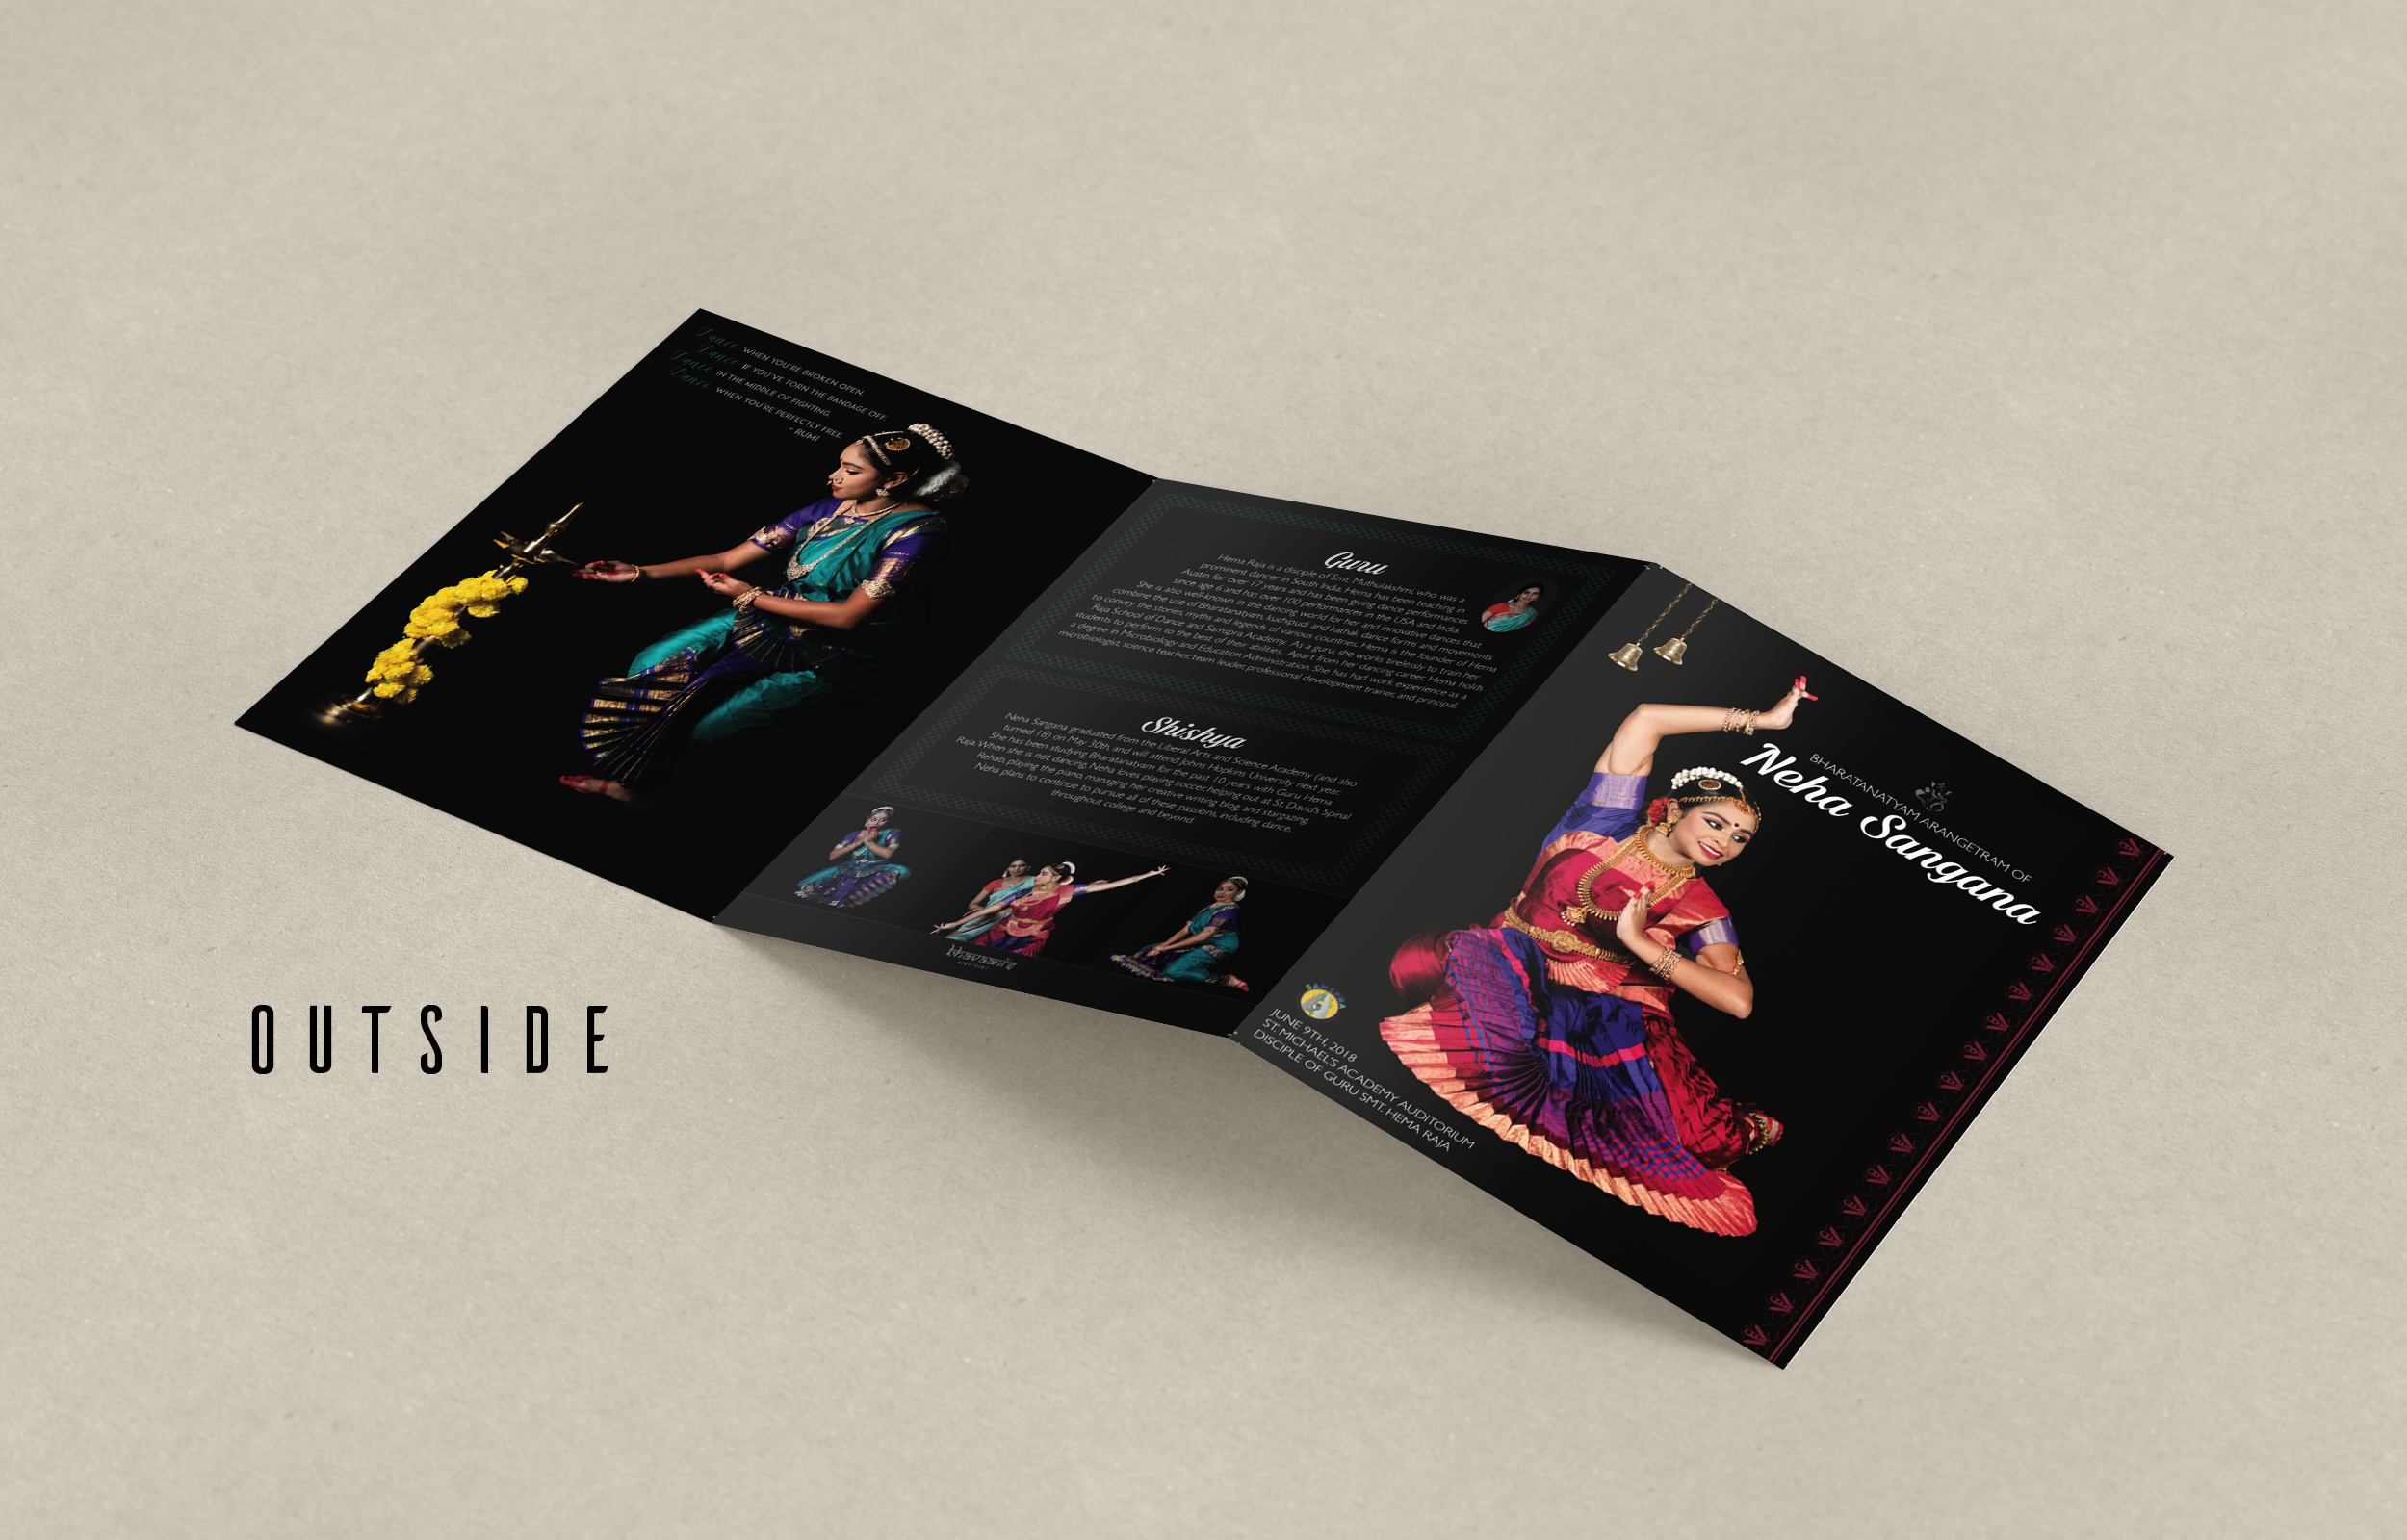 Dance WHEN YOU'RE BROKEN OPEN.
Dance IF YOU'VE TORN THE BANDAGE OFF.
Dance IN THE MIDDLE OF FIGHTING.
Dance WHEN YOU'RE PERFECTLY FREE.
- RUMI
Guru
Hema Raja is a disciple of Smt. Muthulakshmi, who was a
prominent dancer in South India. Hema has been teaching in
Austin for over 17 years and has been giving dance performances
since age 6 and has over 100 performances in the USA and India.
She is also well-known in the dancing world for her and innovative dances that
combine the use of Bharatanatyam, kuchipudi and kathak dance forms and movements
to convey the stories, myths and legends of various countries. Hema is the founder of Hema
Raja School of Dance and Samspra Academy. As a guru, she works tirelessly to train her
students to perform to the best of their abilities. Apart from her dancing career, Hema holds
a degree in Microbiology and Education Administration. She has had work experience as a
microbiologist, science teacher, team leader, professional development trainer, and principal.
Shishya
Neha Sangana graduated from the Liberal Arts and Science Academy (and also
turned 18) on May 30th, and will attend Johns Hopkins University next year.
She has been studying Bharatanatyam for the past 10 years with Guru Hema
Raja. When she is not dancing, Neha loves playing soccer, helping out at St. David's Spinal
Rehab, playing the piano, managing her creative writing blog, and stargazing.
Neha plans to continue to pursue all of these passions, including dance,
throughout college and beyond.
bhavaani's
BHARATANATYAM ARANGETRAM OF
Neha Sangana
SAMSPRA
JUNE 9TH, 2018
ST. MICHAEL'S ACADEMY AUDITORIUM
DISCIPLE OF GURU SMT. HEMA RAJA
OUTSIDE